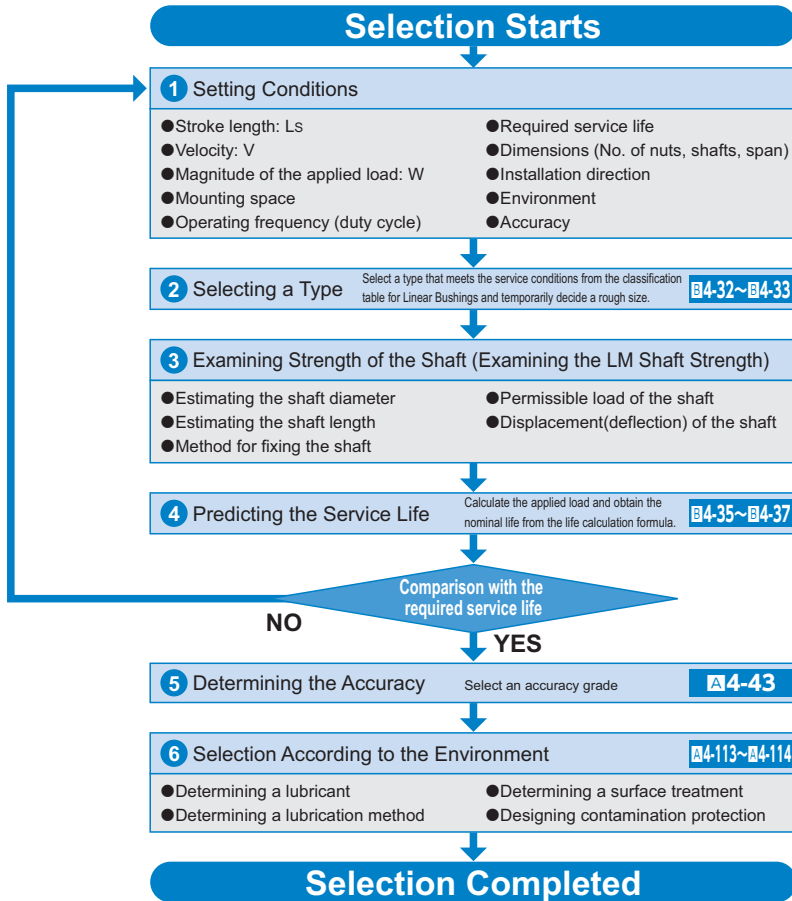 Selection Starts
1 Setting Conditions
●Stroke length: LS
●Velocity: V
●Magnitude of the applied load: W
●Mounting space
●Operating frequency (duty cycle)
●Required service life
●Dimensions (No. of nuts, shafts, span)
●Installation direction
●Environment
●Accuracy
2 Selecting a Type
Select a type that meets the service conditions from the classification
table for Linear Bushings and temporarily decide a rough size.
B4-32~B4-33
3 Examining Strength of the Shaft (Examining the LM Shaft Strength)
●Estimating the shaft diameter
●Estimating the shaft length
●Method for fixing the shaft
●Permissible load of the shaft
●Displacement(deflection) of the shaft
4 Predicting the Service Life
Calculate the applied load and obtain the
nominal life from the life calculation formula.
B4-35~B4-37
Comparison with the
required service life
NO
YES
5 Determining the Accuracy
Select an accuracy grade
A4-43
6 Selection According to the Environment
A4-113~A4-114
●Determining a lubricant
●Determining a lubrication method
●Determining a surface treatment
●Designing contamination protection
Selection Completed